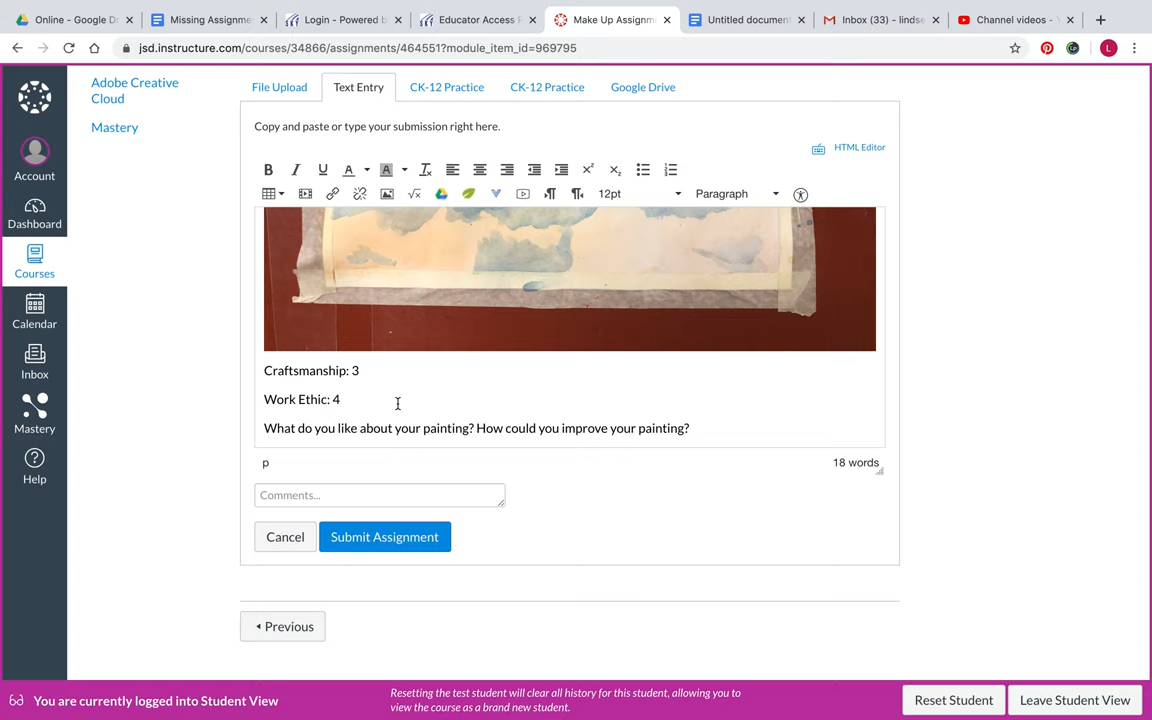 Online - Google Dr
Missing Assignme
Login - Powered b
Educator Access P
Make Up Assignm
Untitled document
Inbox (33) – lindse
Channel videos - Y
jsd.instructure.com/courses/34866/assignments/464551?module_item_id=969795
L
Account
Dashboard
Courses
Calendar
Inbox
Mastery
Help
Adobe Creative
Cloud
Mastery
File Upload
Text Entry
CK-12 Practice
CK-12 Practice
Google Drive
Copy and paste or type your submission right here.
HTML Editor
12pt
Paragraph
Craftsmanship: 3
Work Ethic: 4
What do you like about your painting? How could you improve your painting?
p
18 words
Comments...
Cancel
Submit Assignment
Previous
You are currently logged into Student View
Resetting the test student will clear all history for this student, allowing you to
view the course as a brand new student.
Reset Student
Leave Student View